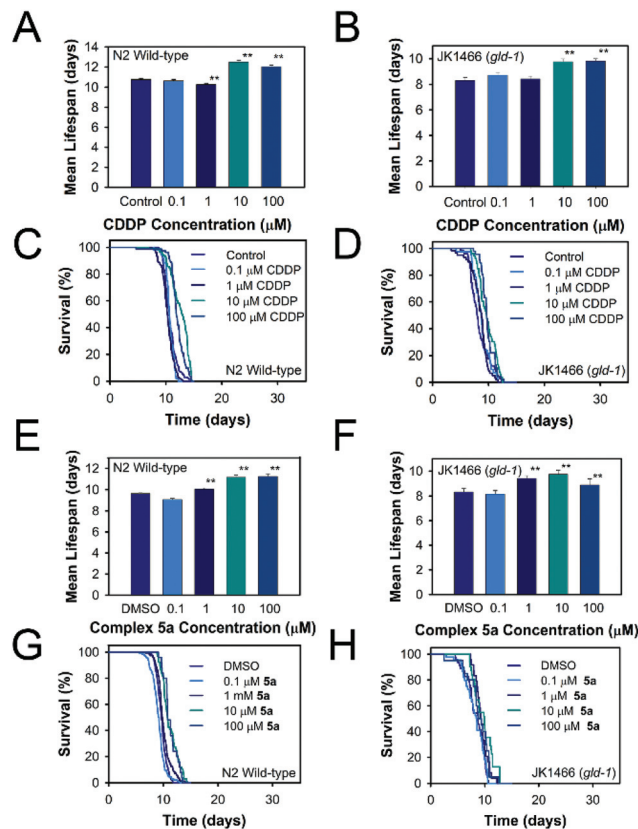 A
N2 Wild-type
**
**
**
Mean Lifespan (days)
14
12
10
8
6
4
2
0
Control 0.1 1 10 100
CDDP Concentration (μM)
B
JK1466 (gld-1)
**
**
Mean Lifespan (days)
12
10
8
6
4
2
0
Control 0.1 1 10 100
CDDP Concentration (μM)
C
Survival (%)
100
80
60
40
20
0
Control
0.1 μM CDDP
1 μM CDDP
10 μM CDDP
100 μM CDDP
N2 Wild-type
0 10 20 30
Time (days)
D
Survival (%)
100
80
60
40
20
0
Control
0.1 μM CDDP
1 μM CDDP
10 μM CDDP
100 μM CDDP
JK1466 (gld-1)
0 10 20 30
Time (days)
E
N2 Wild-type
**
**
**
Mean Lifespan (days)
14
12
10
8
6
4
2
0
DMSO 0.1 1 10 100
Complex 5a Concentration (μM)
F
JK1466 (gld-1)
**
**
**
Mean Lifespan (days)
12
10
8
6
4
2
0
DMSO 0.1 1 10 100
Complex 5a Concentration (μM)
G
Survival (%)
100
80
60
40
20
0
DMSO
0.1 μM 5a
1 mM 5a
10 μM 5a
100 μM 5a
N2 Wild-type
0 10 20 30
Time (days)
H
Survival (%)
100
80
60
40
20
0
DMSO
0.1 μM 5a
1 μM 5a
10 μM 5a
100 μM 5a
JK1466 (gld-1)
0 10 20 30
Time (days)